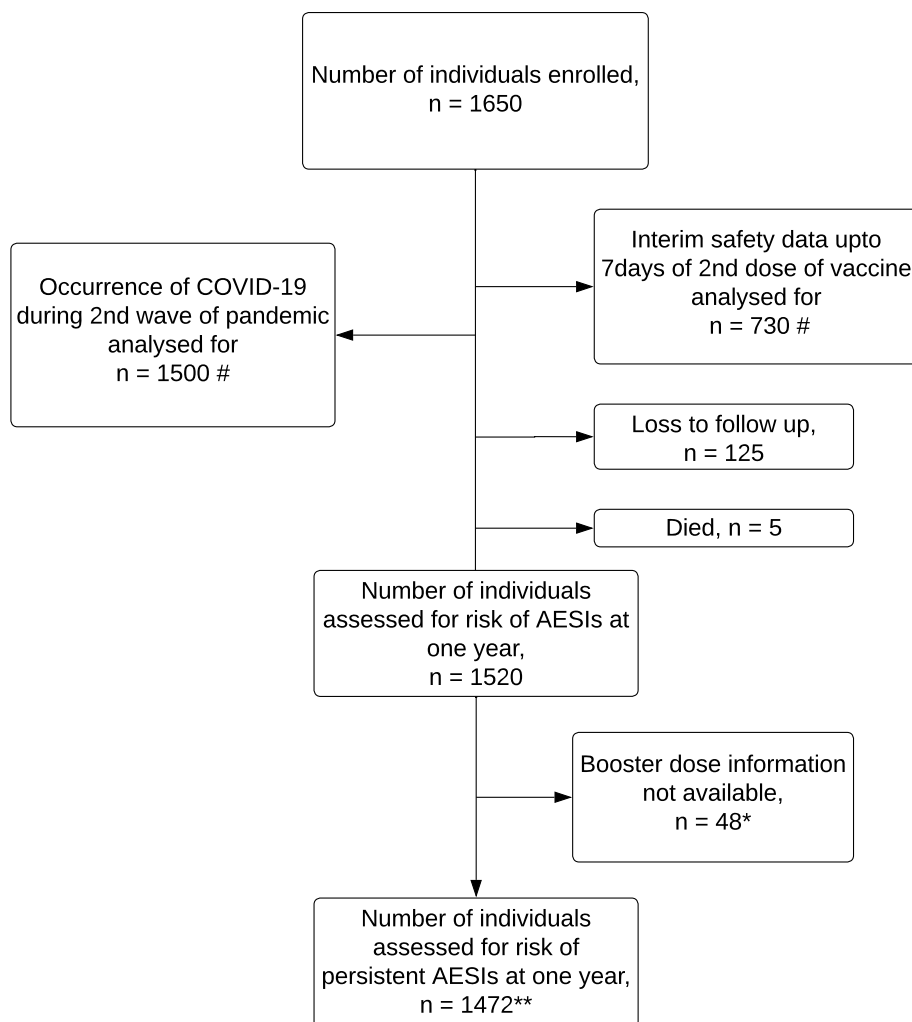 Number of individuals enrolled,
n = 1650
Interim safety data upto
7days of 2nd dose of vaccine
analysed for
n = 730 #
Occurrence of COVID-19
during 2nd wave of pandemic
analysed for
n = 1500 #
Loss to follow up,
n = 125
Died, n = 5
Number of individuals
assessed for risk of AESIs at
one year,
n = 1520
Booster dose information
not available,
n = 48*
Number of individuals
assessed for risk of
persistent AESIs at one year,
n = 1472**